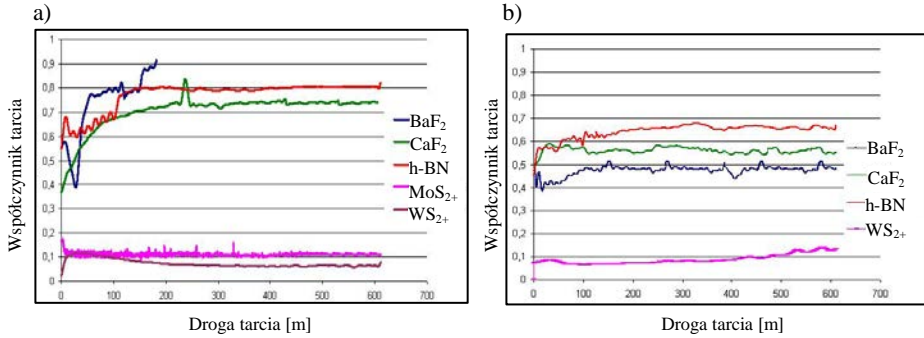 a)
Współczynnik tarcia
1
0,9
0,8
0,7
0,6
0,5
0,4
0,3
0,2
0,1
0
0 100 200 300 400 500 600 700
Droga tarcia [m]
BaF₂
CaF₂
h-BN
MoS₂₊
WS₂₊
b)
Współczynnik tarcia
1
0,9
0,8
0,7
0,6
0,5
0,4
0,3
0,2
0,1
0
0 100 200 300 400 500 600 700
Droga tarcia [m]
BaF₂
CaF₂
h-BN
WS₂₊